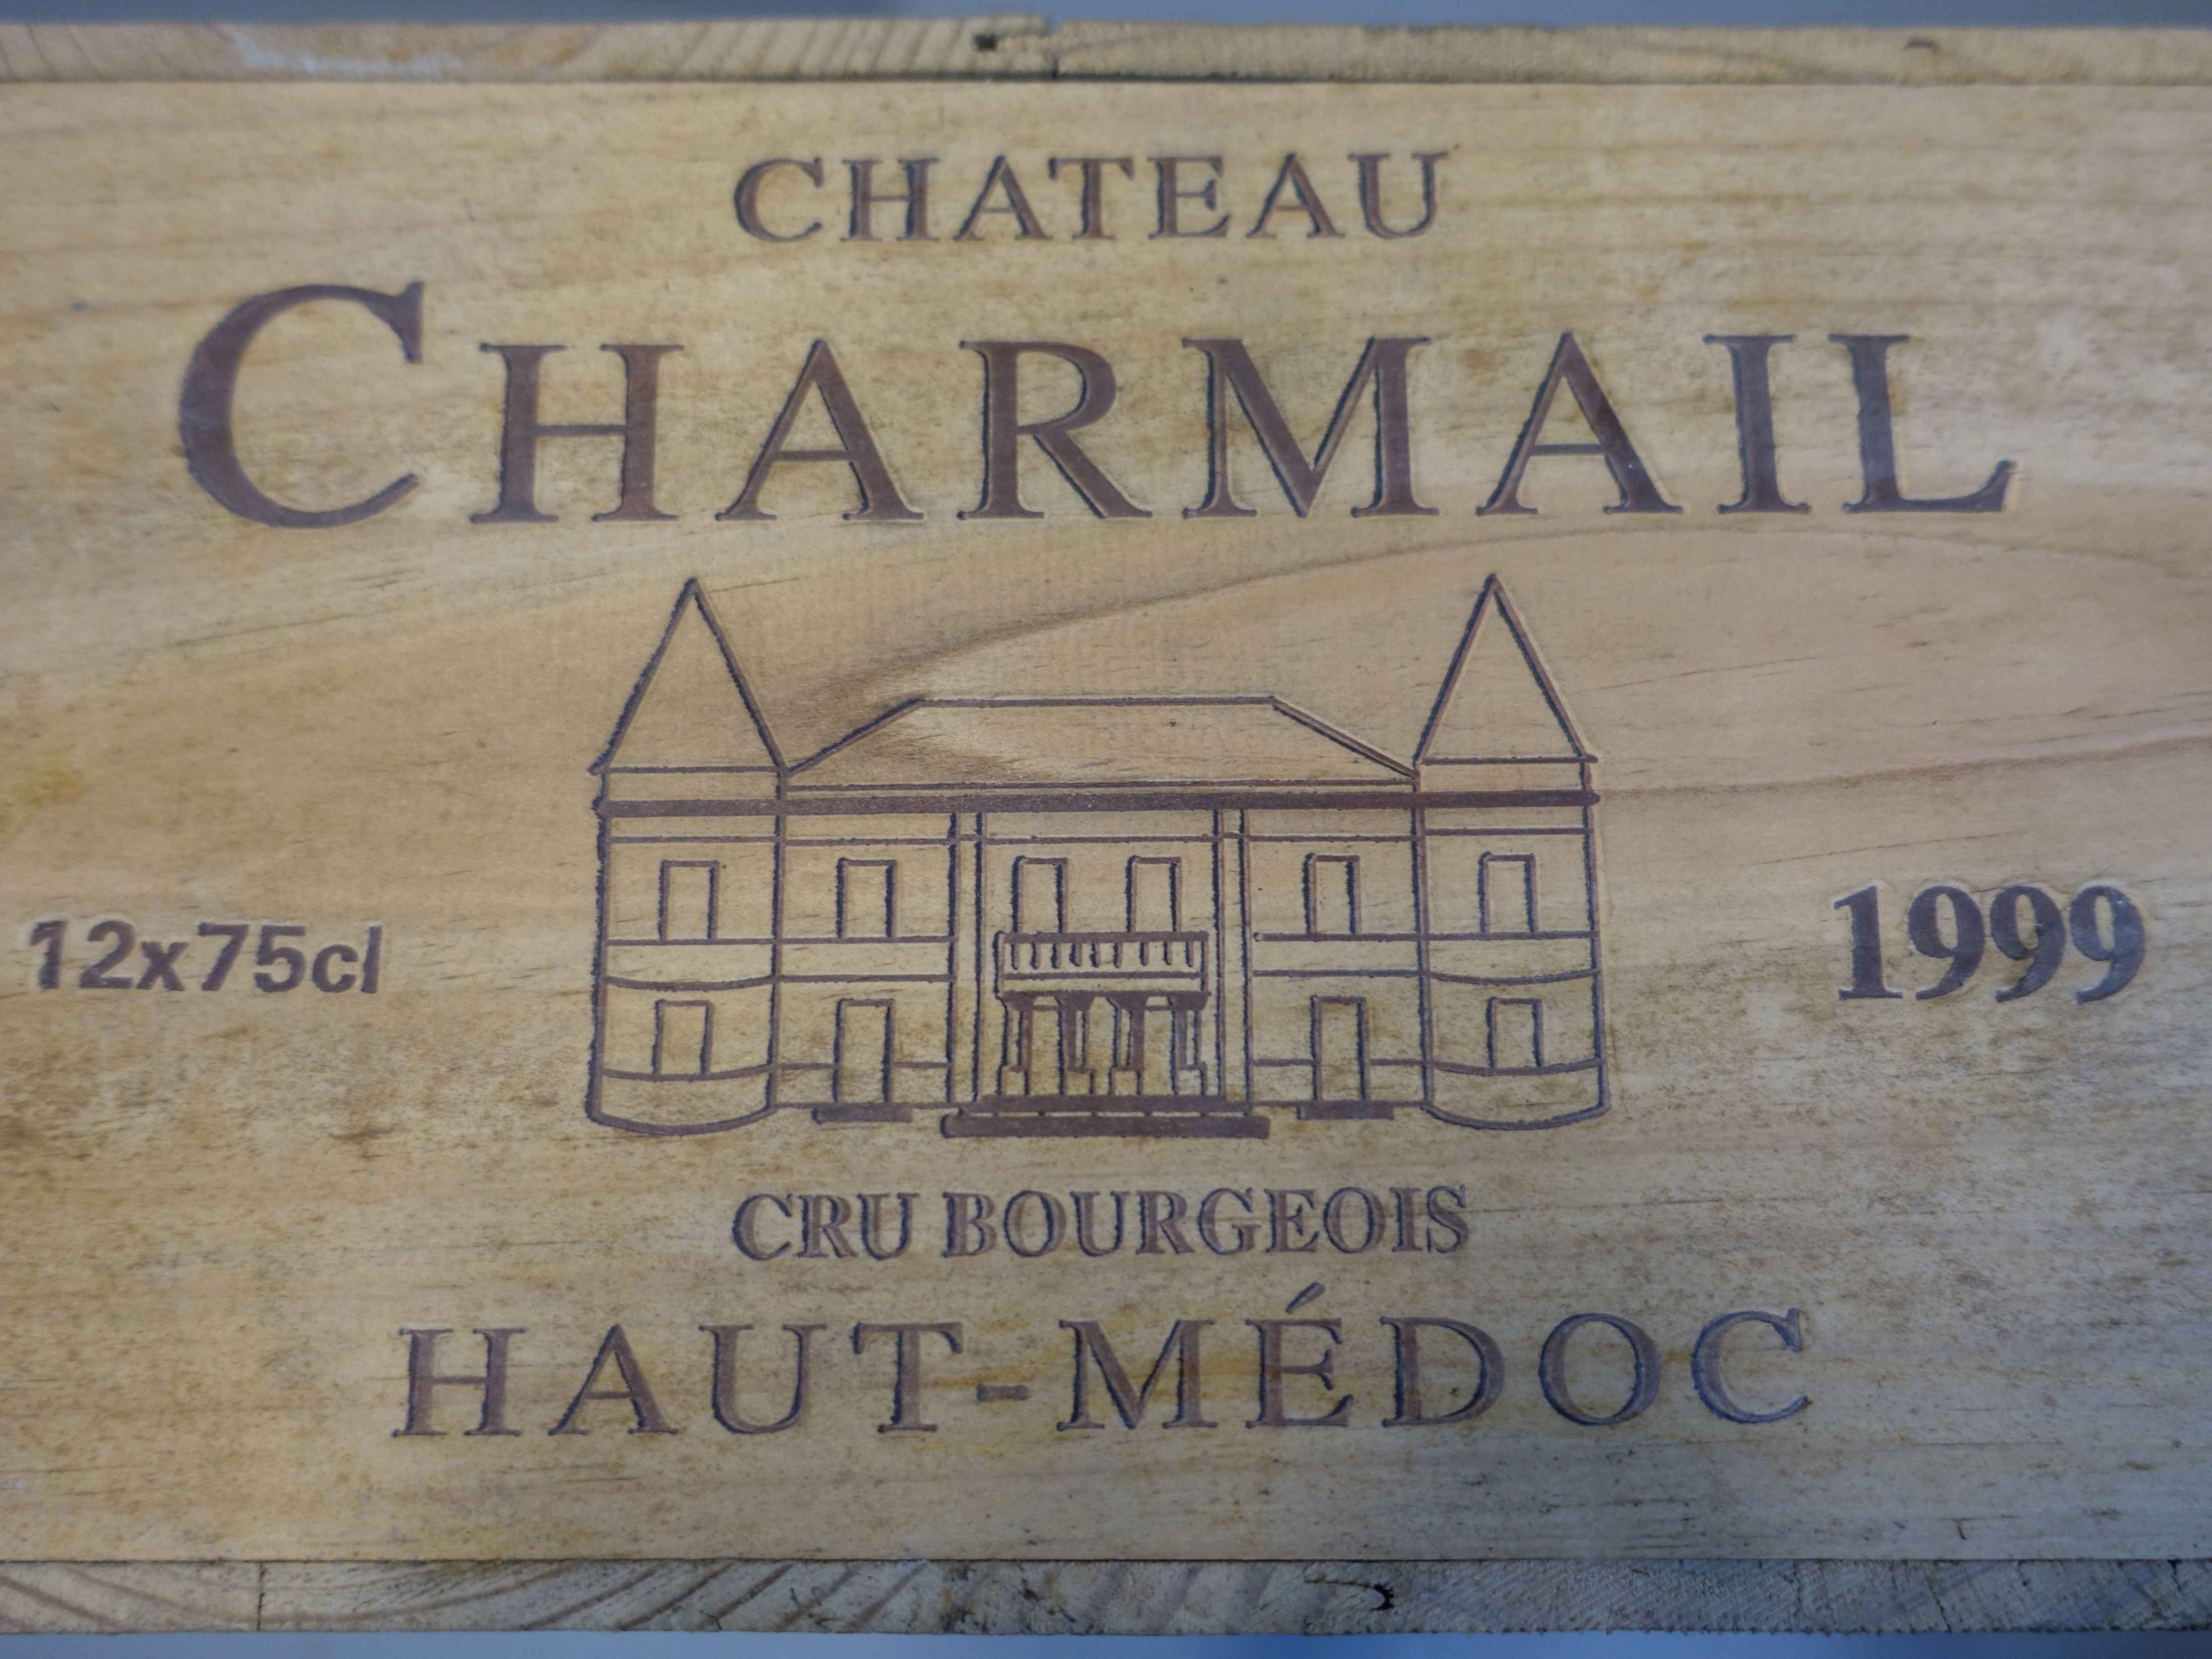 CHATEAU
CHARMAIL
12x75cl
1999
CRU BOURGEOIS
HAUT-MÉDOC